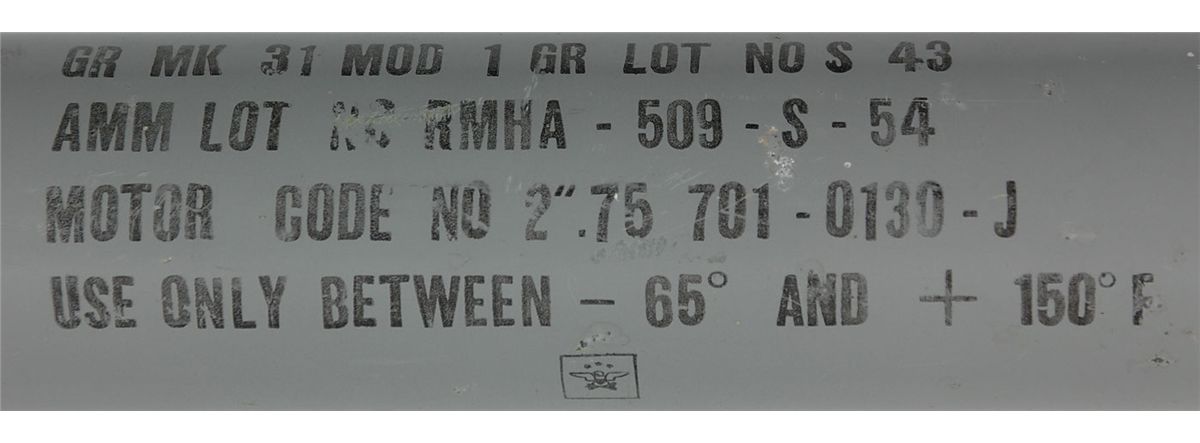 GR MK 31 MOD 1 GR LOT NO S 43
AMM LOT NO RMHA - 509 - S - 54
MOTOR CODE NO 2".75 701 - 0130 - J
USE ONLY BETWEEN - 65° AND + 150° F